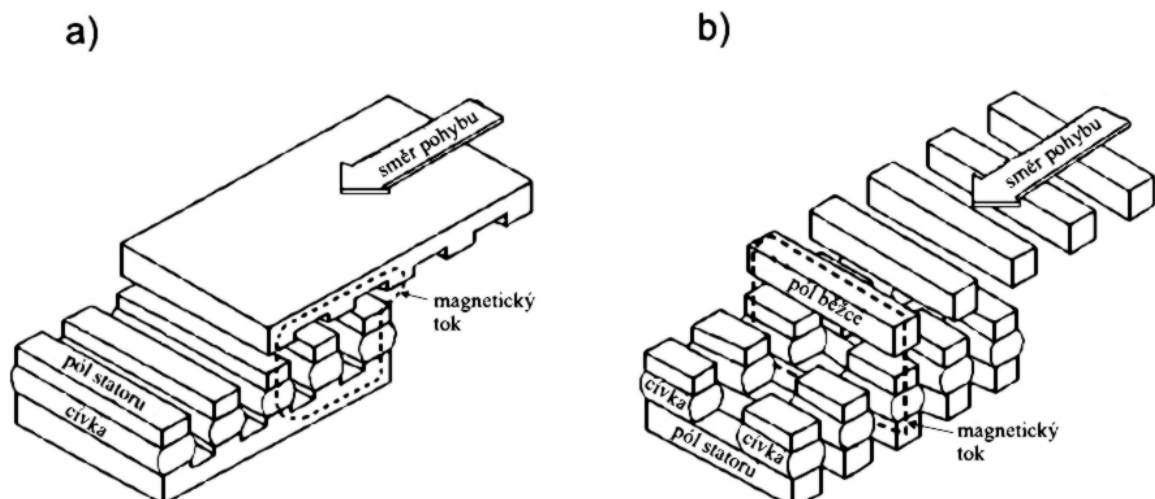 a)
směr pohybu
magnetický
tok
pól statoru
cívka
b)
směr pohybu
pól běžce
cívka
cívka
pól statoru
magnetický
tok